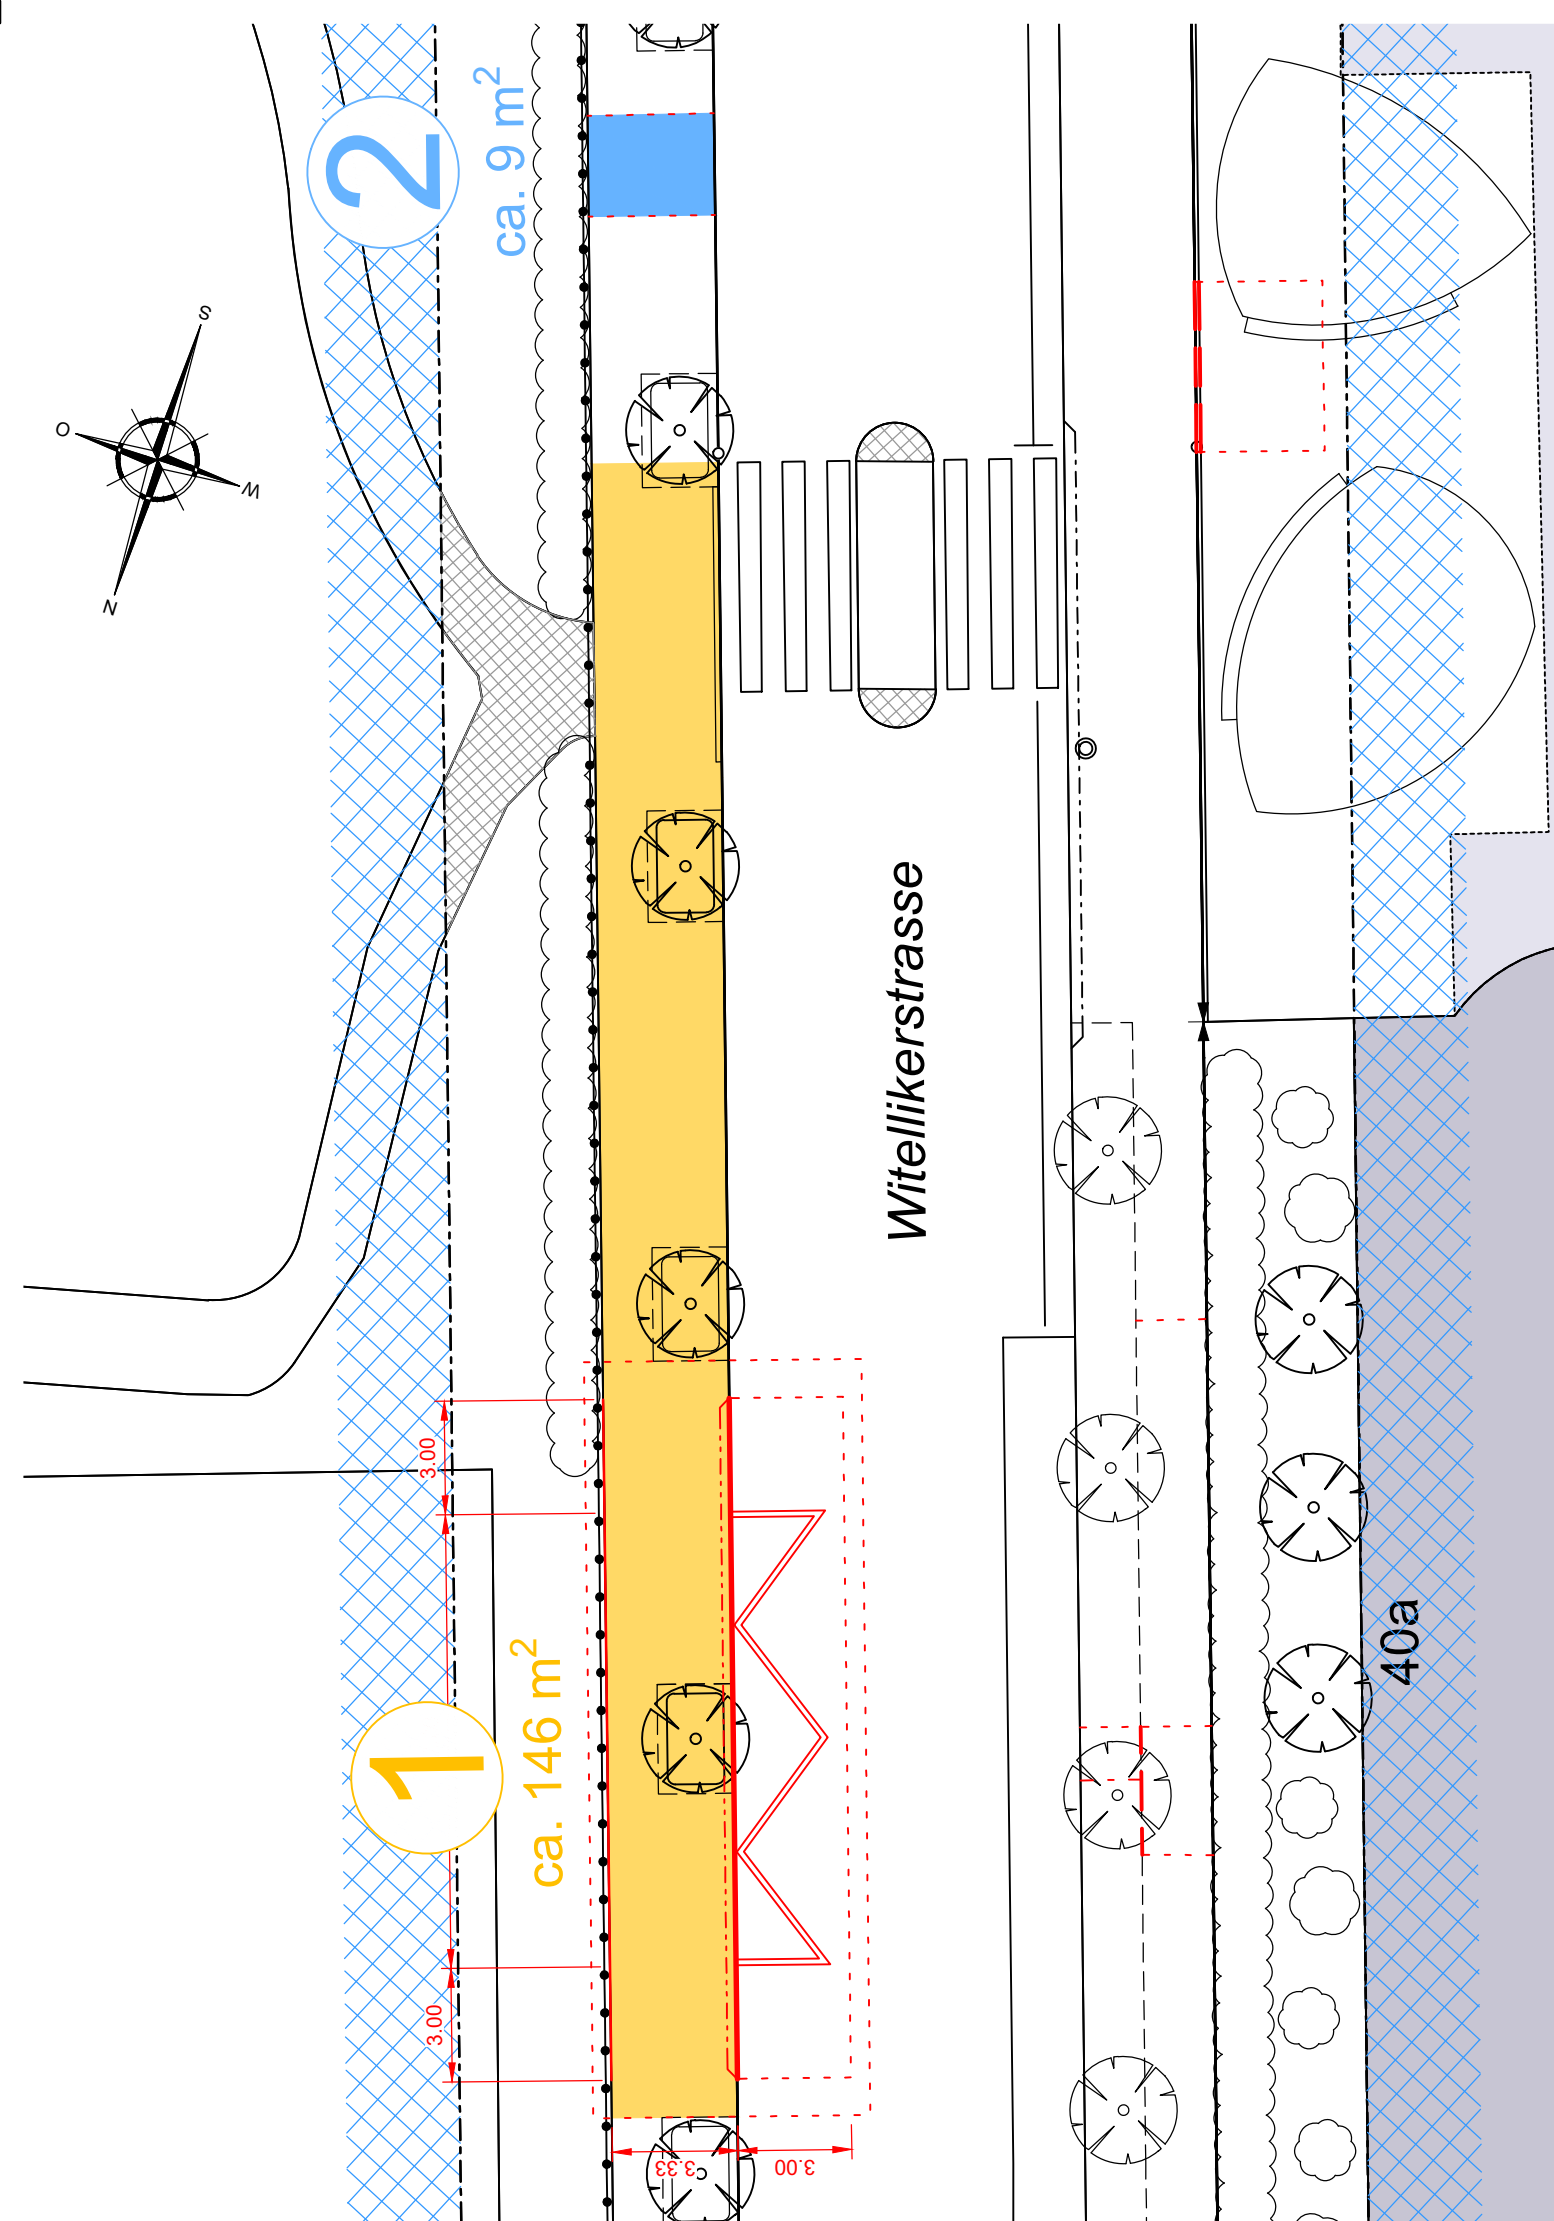 2
ca. 9 m²
S
O
W
N
Witellikerstrasse
3.00
40a
1
ca. 146 m²
3.00
3.33
3.00